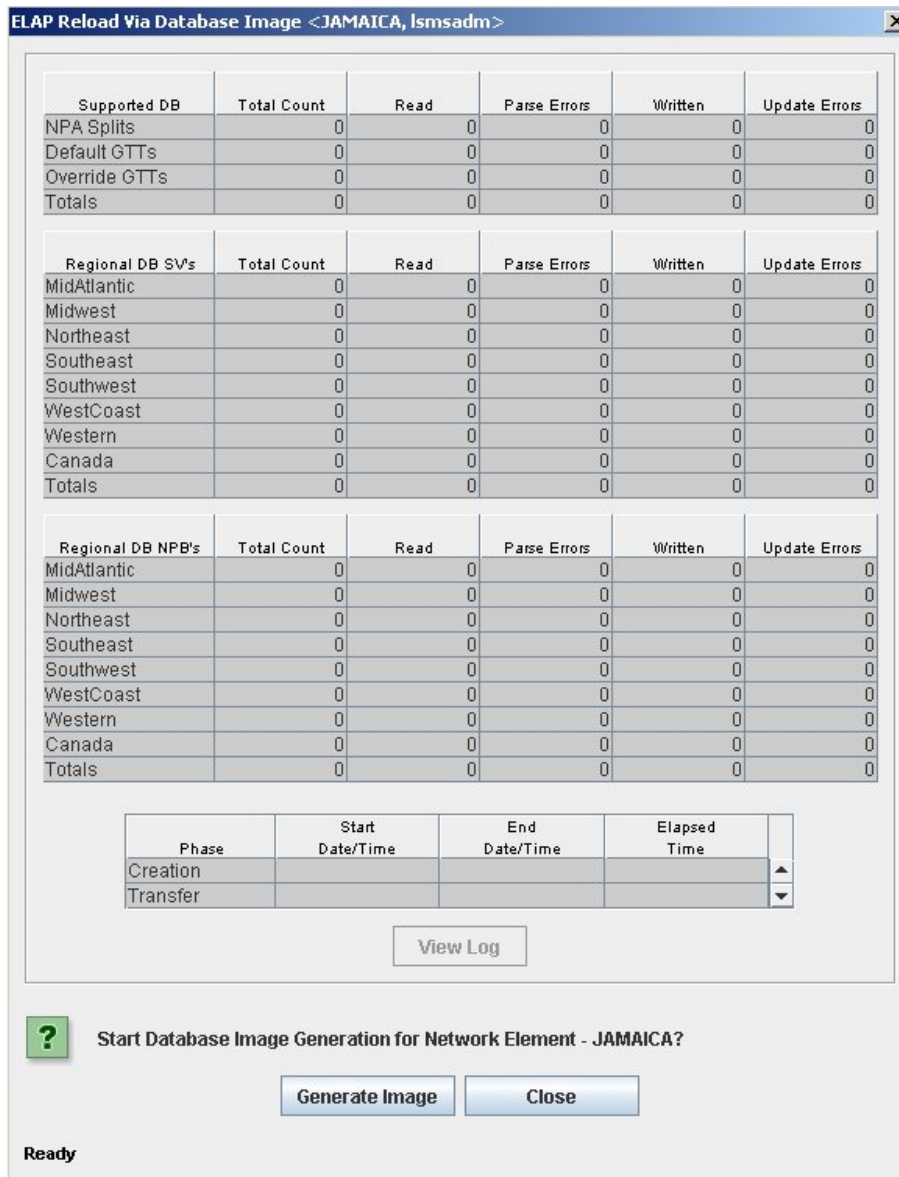 ELAP Reload Via Database Image <JAMAICA, lsmsadm>
Supported DB Total Count Read Parse Errors Written Update Errors
NPA Splits 0 0 0 0 0
Default GTTs 0 0 0 0 0
Override GTTs 0 0 0 0 0
Totals 0 0 0 0 0
Regional DB SV's Total Count Read Parse Errors Written Update Errors
MidAtlantic 0 0 0 0 0
Midwest 0 0 0 0 0
Northeast 0 0 0 0 0
Southeast 0 0 0 0 0
Southwest 0 0 0 0 0
WestCoast 0 0 0 0 0
Western 0 0 0 0 0
Canada 0 0 0 0 0
Totals 0 0 0 0 0
Regional DB NPB's Total Count Read Parse Errors Written Update Errors
MidAtlantic 0 0 0 0 0
Midwest 0 0 0 0 0
Northeast 0 0 0 0 0
Southeast 0 0 0 0 0
Southwest 0 0 0 0 0
WestCoast 0 0 0 0 0
Western 0 0 0 0 0
Canada 0 0 0 0 0
Totals 0 0 0 0 0
Start End Elapsed
Phase Date/Time Date/Time Time
Creation
Transfer
View Log
? Start Database Image Generation for Network Element - JAMAICA?
Generate Image Close
Ready